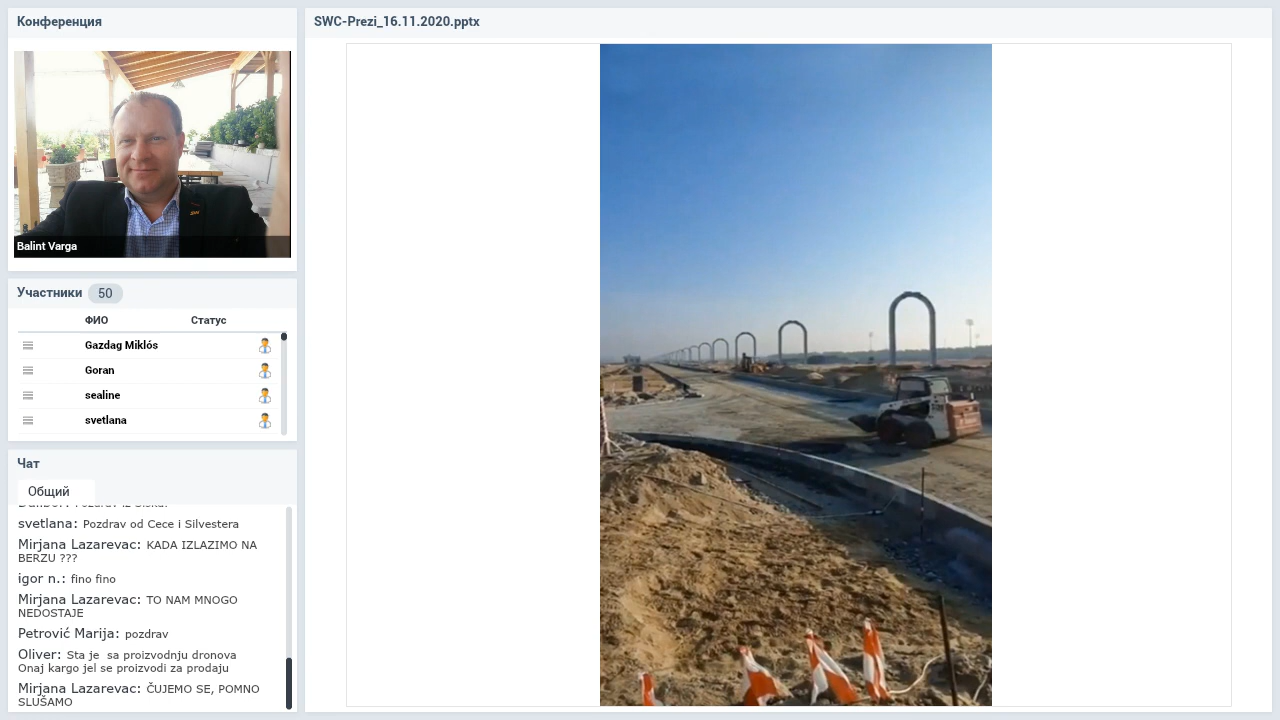 Конференция
SWC-Prezi_16.11.2020.pptx
Balint Varga
Участники 50
ФИО Статус
Gazdag Miklós
Goran
sealine
svetlana
Чат
Общий
svetlana: Pozdrav od Cece i Silvestera
Mirjana Lazarevac: KADA IZLAZIMO NA
BERZU ???
igor n.: fino fino
Mirjana Lazarevac: TO NAM MNOGO
NEDOSTAJE
Petrović Marija: pozdrav
Oliver: Sta je  sa proizvodnju dronova
Onaj kargo jel se proizvodi za prodaju
Mirjana Lazarevac: ČUJEMO SE, POMNO
SLUŠAMO